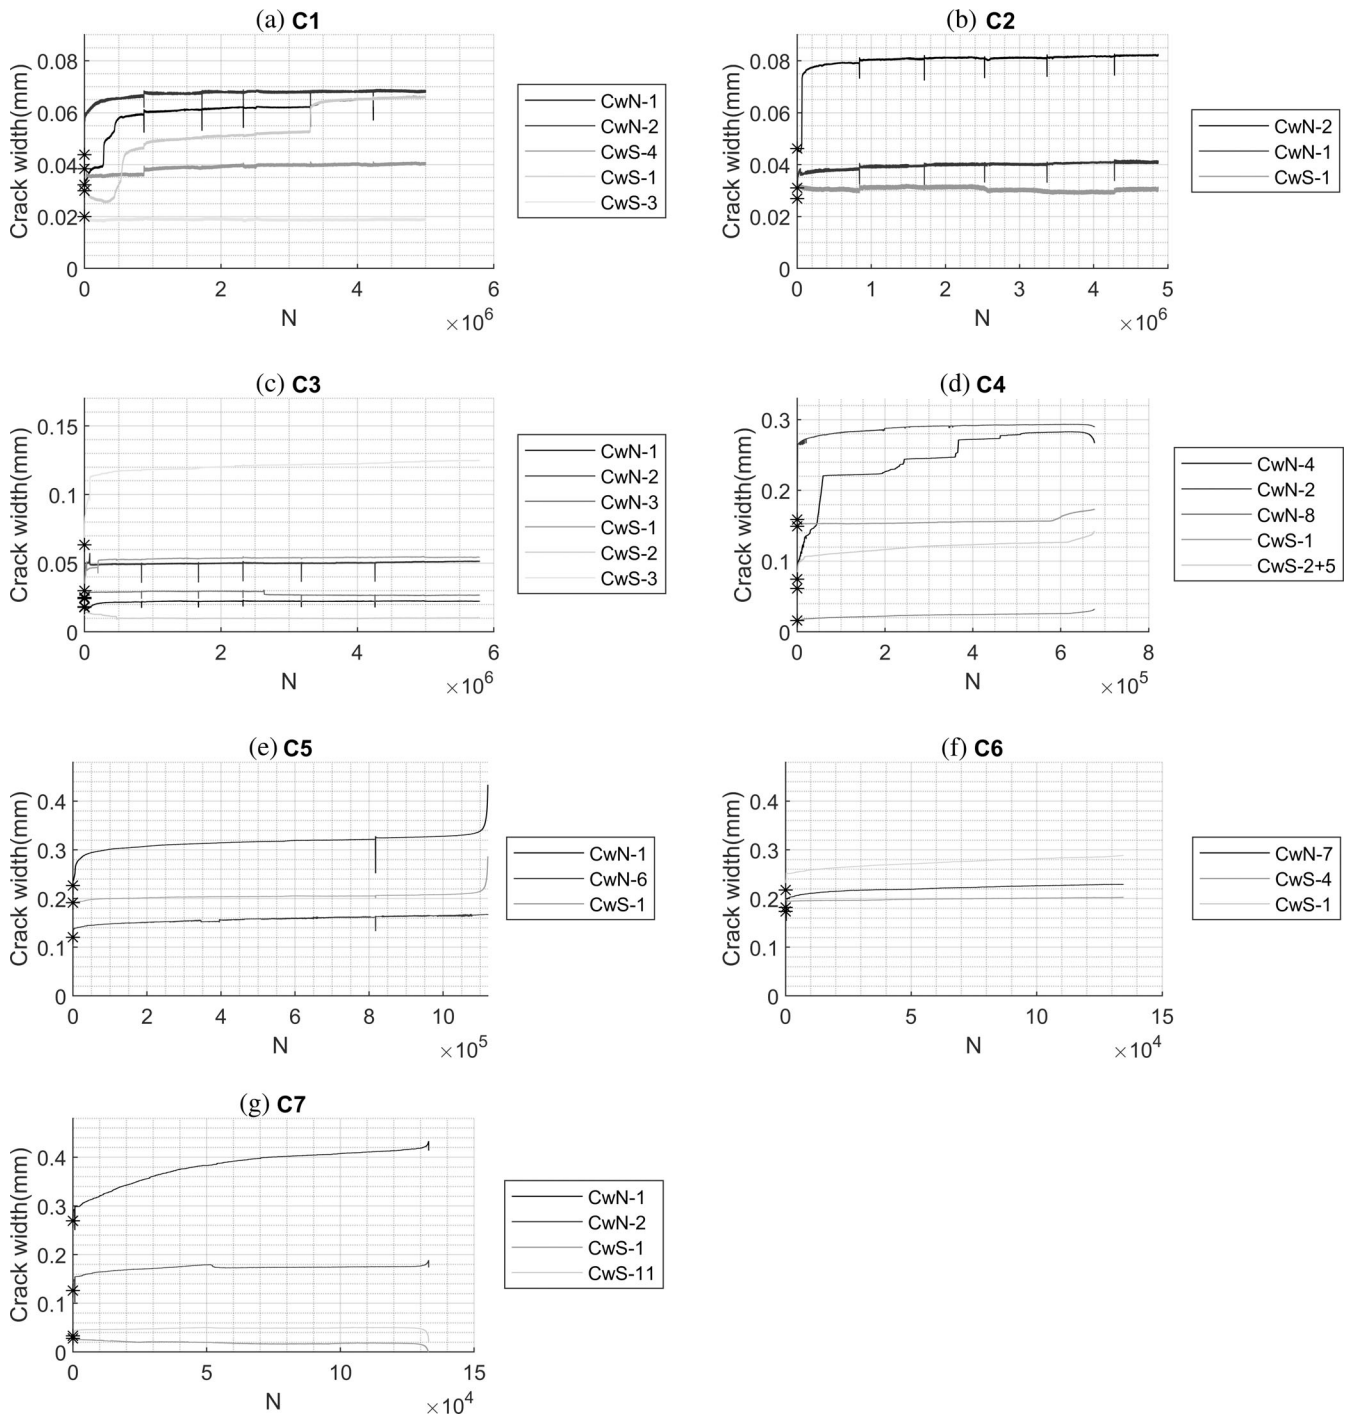 (a) C1
Crack width(mm)
0.08
0.06
0.04
0.02
0
0 2 4 6
N
×10^6
CwN-1
CwN-2
CwS-4
CwS-1
CwS-3
(b) C2
Crack width(mm)
0.08
0.06
0.04
0.02
0
0 1 2 3 4 5
N
×10^6
CwN-2
CwN-1
CwS-1
(c) C3
Crack width(mm)
0.15
0.1
0.05
0
0 2 4 6
N
×10^6
CwN-1
CwN-2
CwN-3
CwS-1
CwS-2
CwS-3
(d) C4
Crack width(mm)
0.3
0.2
0.1
0
0 2 4 6 8
N
×10^5
CwN-4
CwN-2
CwN-8
CwS-1
CwS-2+5
(e) C5
Crack width(mm)
0.4
0.3
0.2
0.1
0
0 2 4 6 8 10
N
×10^5
CwN-1
CwN-6
CwS-1
(f) C6
Crack width(mm)
0.4
0.3
0.2
0.1
0
0 5 10 15
N
×10^4
CwN-7
CwS-4
CwS-1
(g) C7
Crack width(mm)
0.4
0.3
0.2
0.1
0
0 5 10 15
N
×10^4
CwN-1
CwN-2
CwS-1
CwS-11